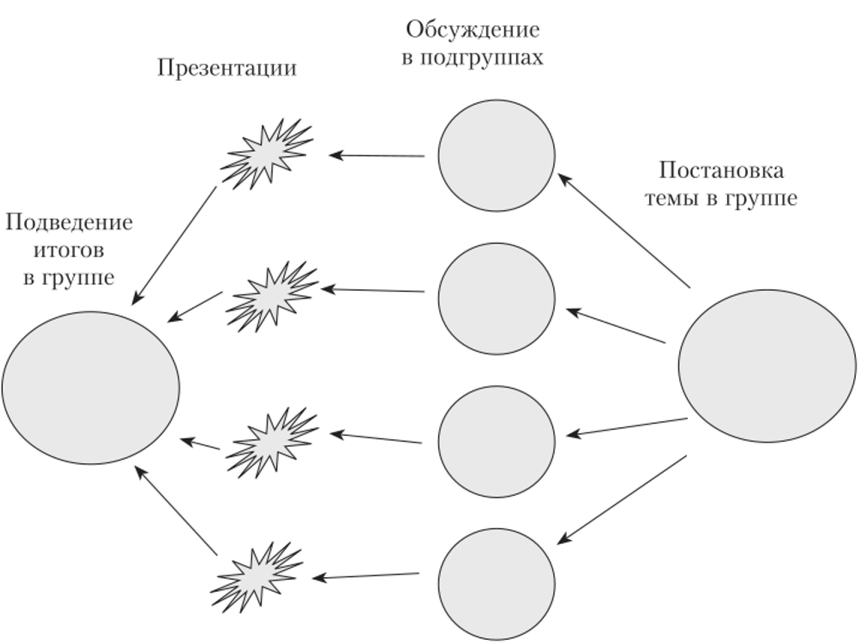 Обсуждение
в подгруппах
Презентации
Постановка
темы в группе
Подведение
итогов
в группе